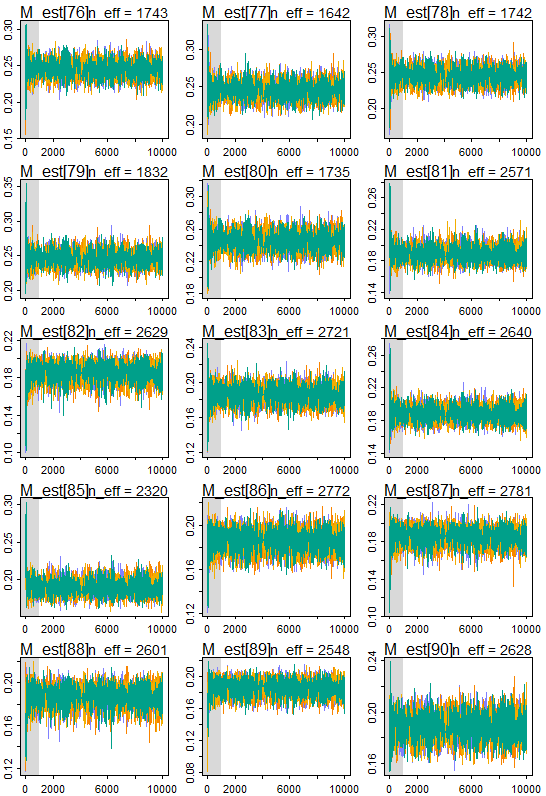 M_est[76]n_eff = 1743
0.15 0.20 0.25 0.30
0 2000 6000 10000
M_est[77]n_eff = 1642
0.20 0.25 0.30
0 2000 6000 10000
M_est[78]n_eff = 1742
0.20 0.25 0.30
0 2000 6000 10000
M_est[79]n_eff = 1832
0.20 0.25 0.30 0.35
0 2000 6000 10000
M_est[80]n_eff = 1735
0.18 0.22 0.26 0.30
0 2000 6000 10000
M_est[81]n_eff = 2571
0.14 0.18 0.22 0.26
0 2000 6000 10000
M_est[82]n_eff = 2629
0.10 0.14 0.18 0.22
0 2000 6000 10000
M_est[83]n_eff = 2721
0.12 0.16 0.20 0.24
0 2000 6000 10000
M_est[84]n_eff = 2640
0.14 0.18 0.22 0.26
0 2000 6000 10000
M_est[85]n_eff = 2320
0.20 0.25 0.30
0 2000 6000 10000
M_est[86]n_eff = 2772
0.12 0.16 0.20
0 2000 6000 10000
M_est[87]n_eff = 2781
0.10 0.14 0.18 0.22
0 2000 6000 10000
M_est[88]n_eff = 2601
0.12 0.16 0.20
0 2000 6000 10000
M_est[89]n_eff = 2548
0.08 0.12 0.16 0.20
0 2000 6000 10000
M_est[90]n_eff = 2628
0.16 0.20 0.24
0 2000 6000 10000